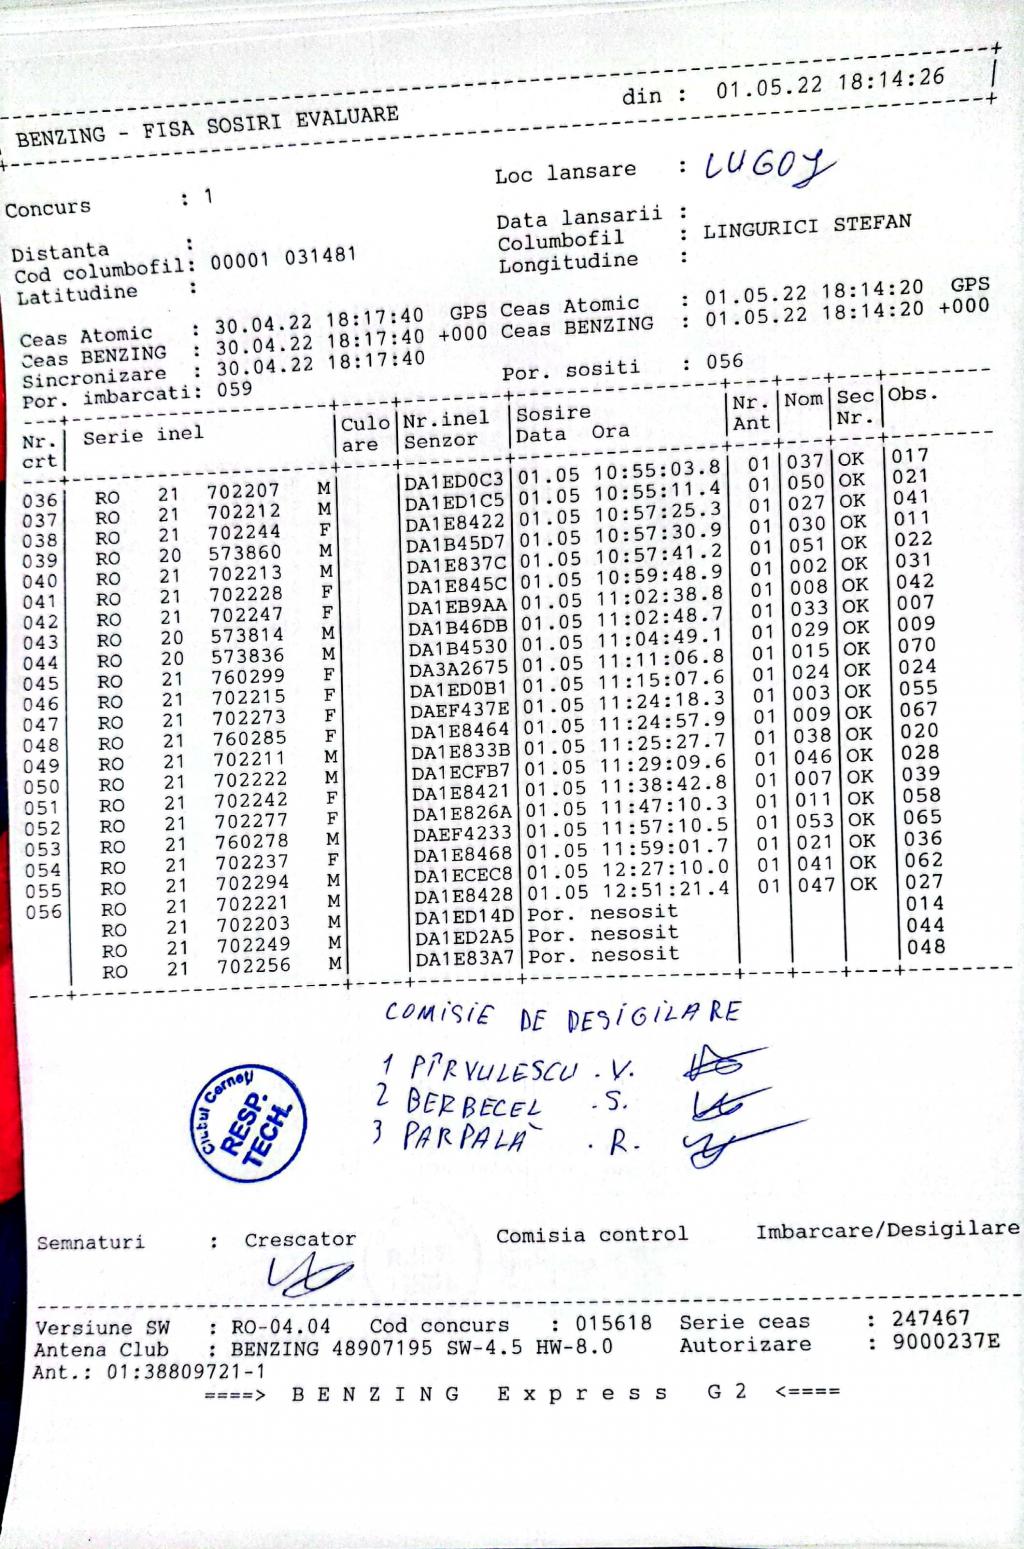 BENZING - FISA SOSIRI EVALUARE din : 01.05.22 18:14:26
Concurs : 1 Loc lansare : LUGOJ
Data lansarii :
Distanta : Columbofil : LINGURICI STEFAN
Cod columbofil: 00001 031481 Longitudine :
Latitudine :
Ceas Atomic : 30.04.22 18:17:40 GPS Ceas Atomic : 01.05.22 18:14:20 GPS
Ceas BENZING : 30.04.22 18:17:40 +000 Ceas BENZING : 01.05.22 18:14:20 +000
Sincronizare : 30.04.22 18:17:40
Por. imbarcati: 059 Por. sositi : 056
Nr. Serie inel Culo Nr.inel Sosire Nr. Nom Sec Obs.
crt are Senzor Data Ora Ant Nr.
036 RO 21 702207 M DA1ED0C3 01.05 10:55:03.8 01 037 OK 017
037 RO 21 702212 M DA1ED1C5 01.05 10:55:11.4 01 050 OK 021
038 RO 21 702244 F DA1E8422 01.05 10:57:25.3 01 027 OK 041
039 RO 20 573860 M DA1B45D7 01.05 10:57:30.9 01 030 OK 011
040 RO 21 702213 M DA1E837C 01.05 10:57:41.2 01 051 OK 022
041 RO 21 702228 F DA1E845C 01.05 10:59:48.9 01 002 OK 031
042 RO 21 702247 F DA1EB9AA 01.05 11:02:38.8 01 008 OK 042
043 RO 20 573814 M DA1B46DB 01.05 11:02:48.7 01 033 OK 007
044 RO 20 573836 M DA1B4530 01.05 11:04:49.1 01 029 OK 009
045 RO 21 760299 F DA3A2675 01.05 11:11:06.8 01 015 OK 070
046 RO 21 702215 F DA1ED0B1 01.05 11:15:07.6 01 024 OK 024
047 RO 21 702273 F DAEF437E 01.05 11:24:18.3 01 003 OK 055
048 RO 21 760285 F DA1E8464 01.05 11:24:57.9 01 009 OK 067
049 RO 21 702211 M DA1E833B 01.05 11:25:27.7 01 038 OK 020
050 RO 21 702222 M DA1ECFB7 01.05 11:29:09.6 01 046 OK 028
051 RO 21 702242 F DA1E8421 01.05 11:38:42.8 01 007 OK 039
052 RO 21 702277 F DA1E826A 01.05 11:47:10.3 01 011 OK 058
053 RO 21 760278 M DAEF4233 01.05 11:57:10.5 01 053 OK 065
054 RO 21 702237 F DA1E8468 01.05 11:59:01.7 01 021 OK 036
055 RO 21 702294 M DA1ECEC8 01.05 12:27:10.0 01 041 OK 062
056 RO 21 702221 M DA1E8428 01.05 12:51:21.4 01 047 OK 027
RO 21 702203 M DA1ED14D Por. nesosit 014
RO 21 702249 M DA1ED2A5 Por. nesosit 044
RO 21 702256 M DA1E83A7 Por. nesosit 048
COMISIE DE DESIGILARE
1 PÎRVULESCU . V.
2 BERBECEL . S.
3 PARPALĂ . R.
Clubul Cerneți
RESP.
TECH.
Semnaturi : Crescator Comisia control Imbarcare/Desigilare
Versiune SW : RO-04.04 Cod concurs : 015618 Serie ceas : 247467
Antena Club : BENZING 48907195 SW-4.5 HW-8.0 Autorizare : 9000237E
Ant.: 01:38809721-1
====> B E N Z I N G E x p r e s s G 2 <====